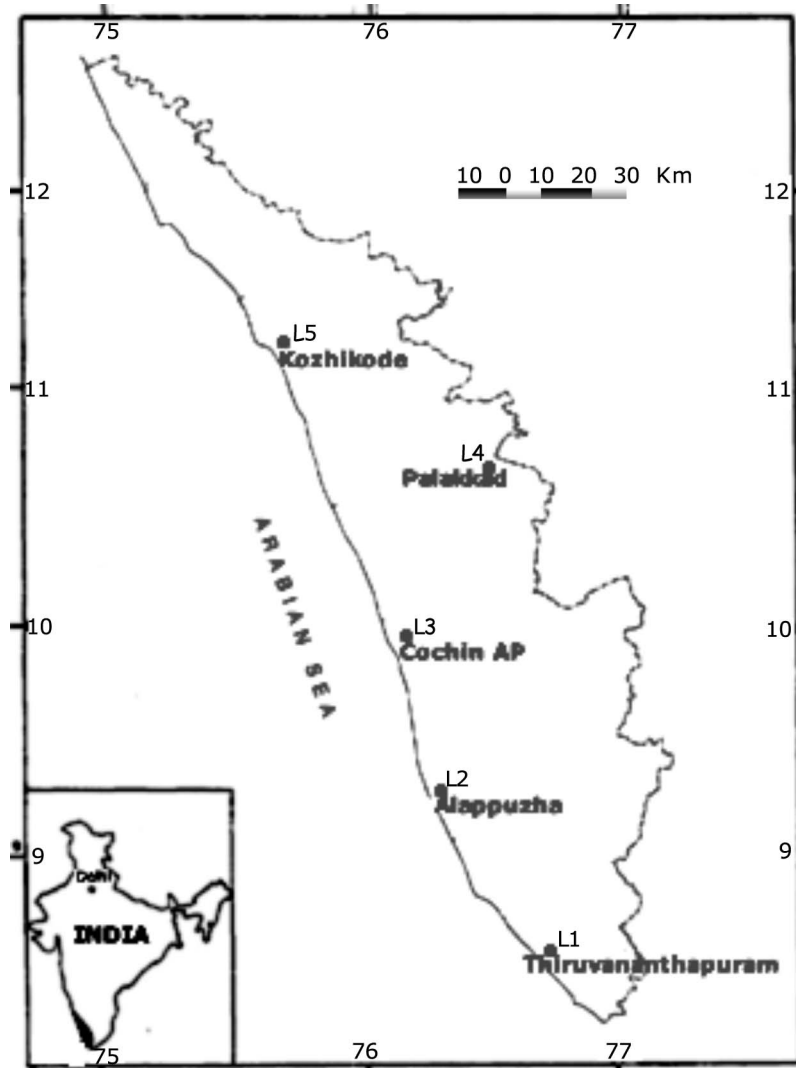 75 76 77
10 0 10 20 30 Km
12 12
L5
Kozhikode
11 11
L4
Palakkad
ARABIAN SEA
10 10
L3
Cochin AP
L2
Alappuzha
9 9
Delhi
INDIA
L1
Thiruvananthapuram
75 76 77